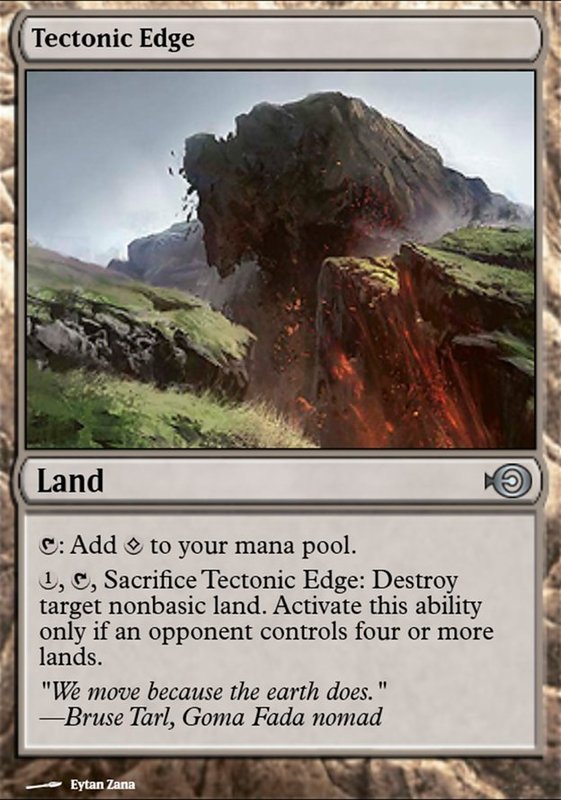 Tectonic Edge
Land
: Add to your mana pool.
1, , Sacrifice Tectonic Edge: Destroy
target nonbasic land. Activate this ability
only if an opponent controls four or more
lands.
"We move because the earth does."
—Bruse Tarl, Goma Fada nomad
Eytan Zana